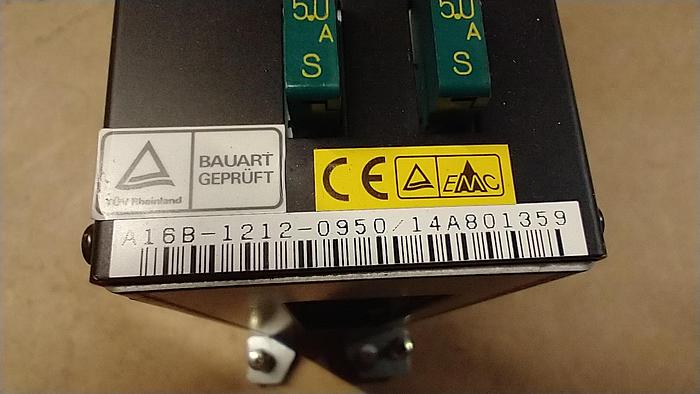 5.0
A
S
5.0
A
S
BAUART
GEPRÜFT
TÜV Rheinland
CE
EMC
A16B-1212-0950/14A801359